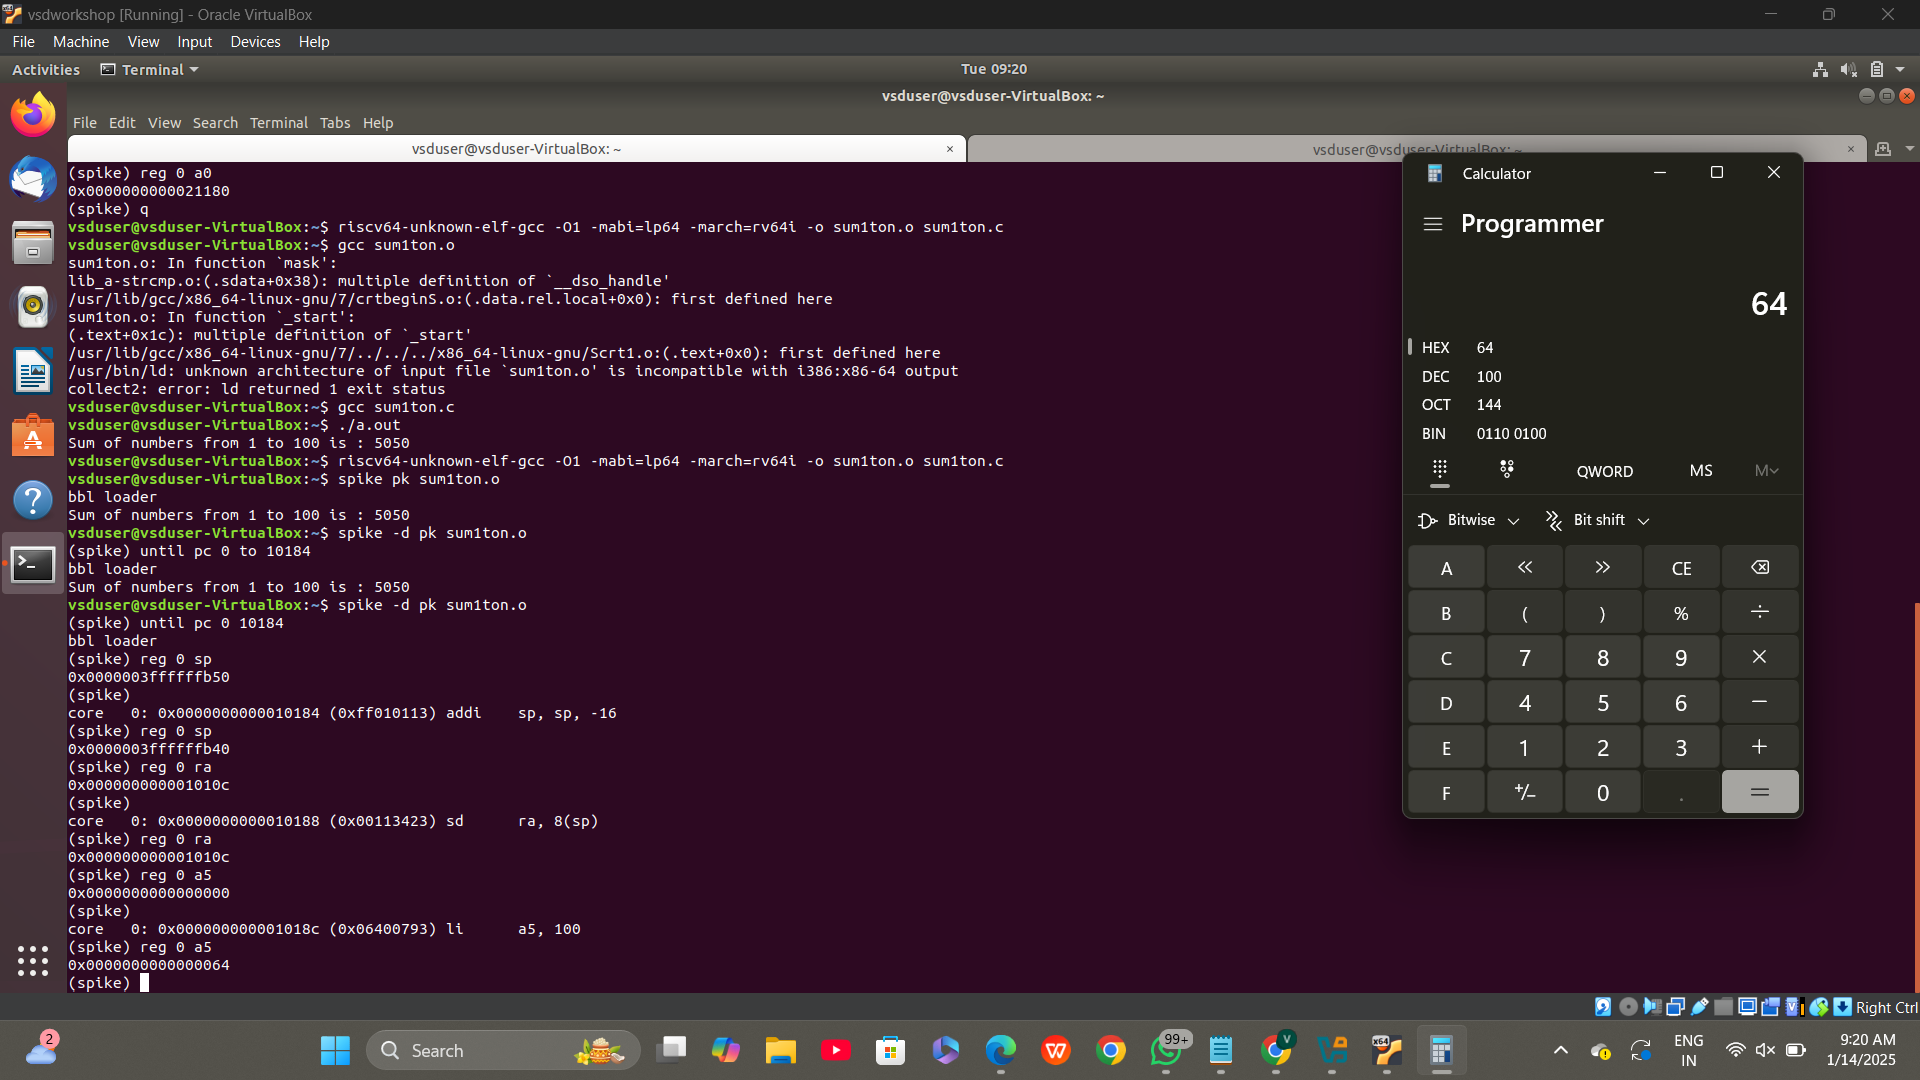 vsdworkshop [Running] - Oracle VirtualBox
File Machine View Input Devices Help
Activities Terminal Tue 09:20
vsduser@vsduser-VirtualBox: ~
File Edit View Search Terminal Tabs Help
vsduser@vsduser-VirtualBox: ~ × vsduser@vsduser-VirtualBox: ~ ×
(spike) reg 0 a0
0x0000000000021180
(spike) q
vsduser@vsduser-VirtualBox:~$ riscv64-unknown-elf-gcc -O1 -mabi=lp64 -march=rv64i -o sum1ton.o sum1ton.c
vsduser@vsduser-VirtualBox:~$ gcc sum1ton.o
sum1ton.o: In function `mask':
lib_a-strcmp.o:(.sdata+0x38): multiple definition of `__dso_handle'
/usr/lib/gcc/x86_64-linux-gnu/7/crtbeginS.o:(.data.rel.local+0x0): first defined here
sum1ton.o: In function `_start':
(.text+0x1c): multiple definition of `_start'
/usr/lib/gcc/x86_64-linux-gnu/7/../../../x86_64-linux-gnu/Scrt1.o:(.text+0x0): first defined here
/usr/bin/ld: unknown architecture of input file `sum1ton.o' is incompatible with i386:x86-64 output
collect2: error: ld returned 1 exit status
vsduser@vsduser-VirtualBox:~$ gcc sum1ton.c
vsduser@vsduser-VirtualBox:~$ ./a.out
Sum of numbers from 1 to 100 is : 5050
vsduser@vsduser-VirtualBox:~$ riscv64-unknown-elf-gcc -O1 -mabi=lp64 -march=rv64i -o sum1ton.o sum1ton.c
vsduser@vsduser-VirtualBox:~$ spike pk sum1ton.o
bbl loader
Sum of numbers from 1 to 100 is : 5050
vsduser@vsduser-VirtualBox:~$ spike -d pk sum1ton.o
(spike) until pc 0 to 10184
bbl loader
Sum of numbers from 1 to 100 is : 5050
vsduser@vsduser-VirtualBox:~$ spike -d pk sum1ton.o
(spike) until pc 0 10184
bbl loader
(spike) reg 0 sp
0x0000003ffffffb50
(spike)
core   0: 0x0000000000010184 (0xff010113) addi    sp, sp, -16
(spike) reg 0 sp
0x0000003ffffffb40
(spike) reg 0 ra
0x000000000001010c
(spike)
core   0: 0x0000000000010188 (0x00113423) sd      ra, 8(sp)
(spike) reg 0 ra
0x000000000001010c
(spike) reg 0 a5
0x0000000000000000
(spike)
core   0: 0x000000000001018c (0x06400793) li      a5, 100
(spike) reg 0 a5
0x0000000000000064
(spike)
Calculator
Programmer
64
HEX 64
DEC 100
OCT 144
BIN 0110 0100
QWORD MS M
Bitwise Bit shift
A << >> CE
B ( ) % ÷
C 7 8 9 ×
D 4 5 6 −
E 1 2 3 +
F +/− 0 . =
Right Ctrl
2 Search 99+ V x64 ENG 9:20 AM
IN 1/14/2025